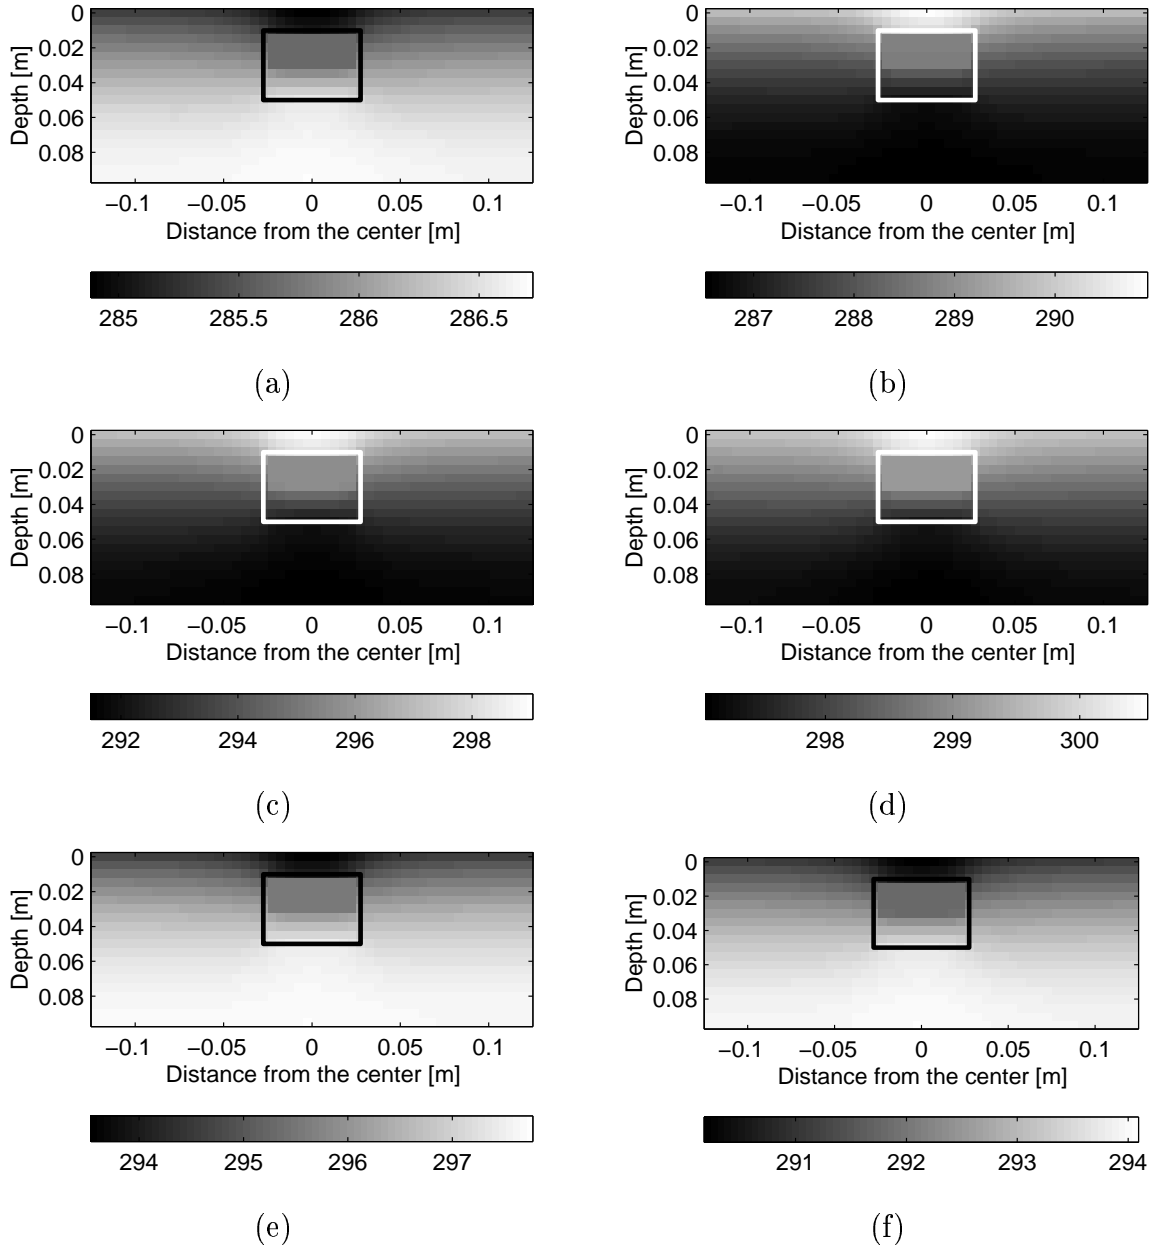 0
0.02
0.04
0.06
0.08
Depth [m]
−0.1 −0.05 0 0.05 0.1
Distance from the center [m]
285 285.5 286 286.5
(a)
0
0.02
0.04
0.06
0.08
Depth [m]
−0.1 −0.05 0 0.05 0.1
Distance from the center [m]
287 288 289 290
(b)
0
0.02
0.04
0.06
0.08
Depth [m]
−0.1 −0.05 0 0.05 0.1
Distance from the center [m]
292 294 296 298
(c)
0
0.02
0.04
0.06
0.08
Depth [m]
−0.1 −0.05 0 0.05 0.1
Distance from the center [m]
298 299 300
(d)
0
0.02
0.04
0.06
0.08
Depth [m]
−0.1 −0.05 0 0.05 0.1
Distance from the center [m]
294 295 296 297
(e)
0
0.02
0.04
0.06
0.08
Depth [m]
−0.1 −0.05 0 0.05 0.1
Distance from the center [m]
291 292 293 294
(f)